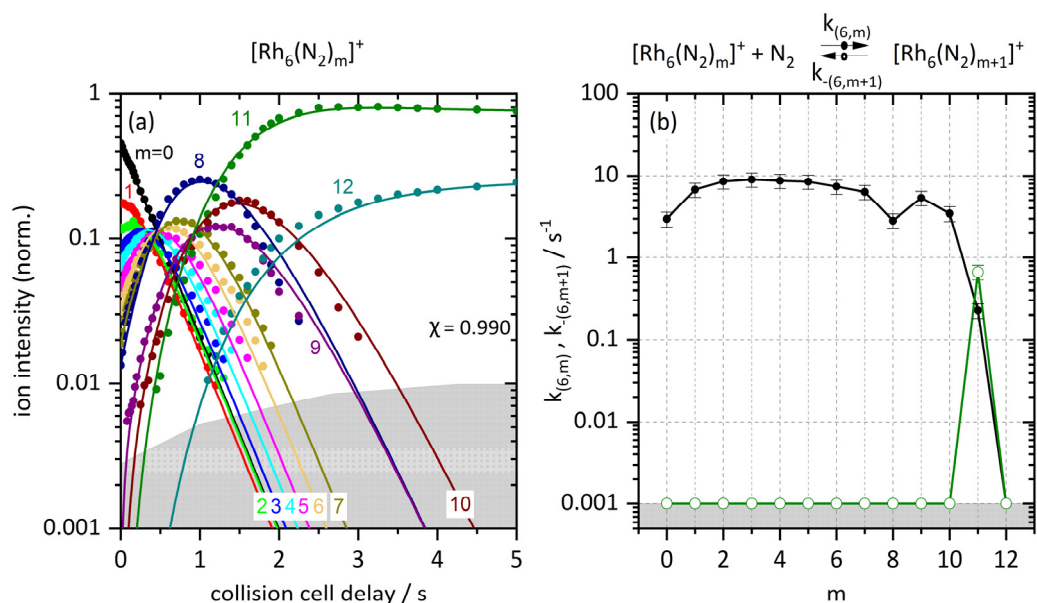 [Rh₆(N₂)ₘ]⁺
(a)
m=0
1
11
8
12
9
10
χ = 0.990
2 3 4 5 6 7
1
0.1
0.01
0.001
ion intensity (norm.)
0 1 2 3 4 5
collision cell delay / s
k(6,m)
[Rh₆(N₂)ₘ]⁺ + N₂ [Rh₆(N₂)ₘ₊₁]⁺
k-(6,m+1)
(b)
100
10
1
0.1
0.01
0.001
k(6,m) , k-(6,m+1) / s⁻¹
0 2 4 6 8 10 12
m